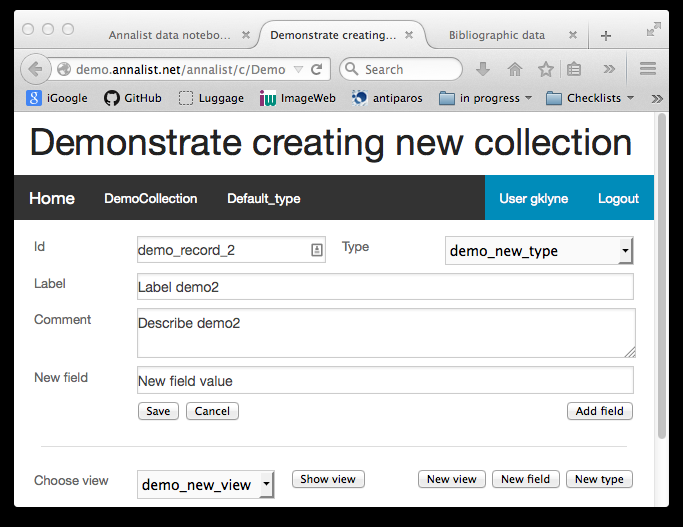 Annalist data notebo...
Demonstrate creating...
Bibliographic data
demo.annalist.net/annalist/c/Demo
Search
iGoogle
GitHub
Luggage
ImageWeb
antiparos
in progress
Checklists
Demonstrate creating new collection
Home DemoCollection Default_type User gklyne Logout
Id demo_record_2 Type demo_new_type
Label Label demo2
Comment Describe demo2
New field New field value
Save Cancel Add field
Choose view demo_new_view Show view New view New field New type